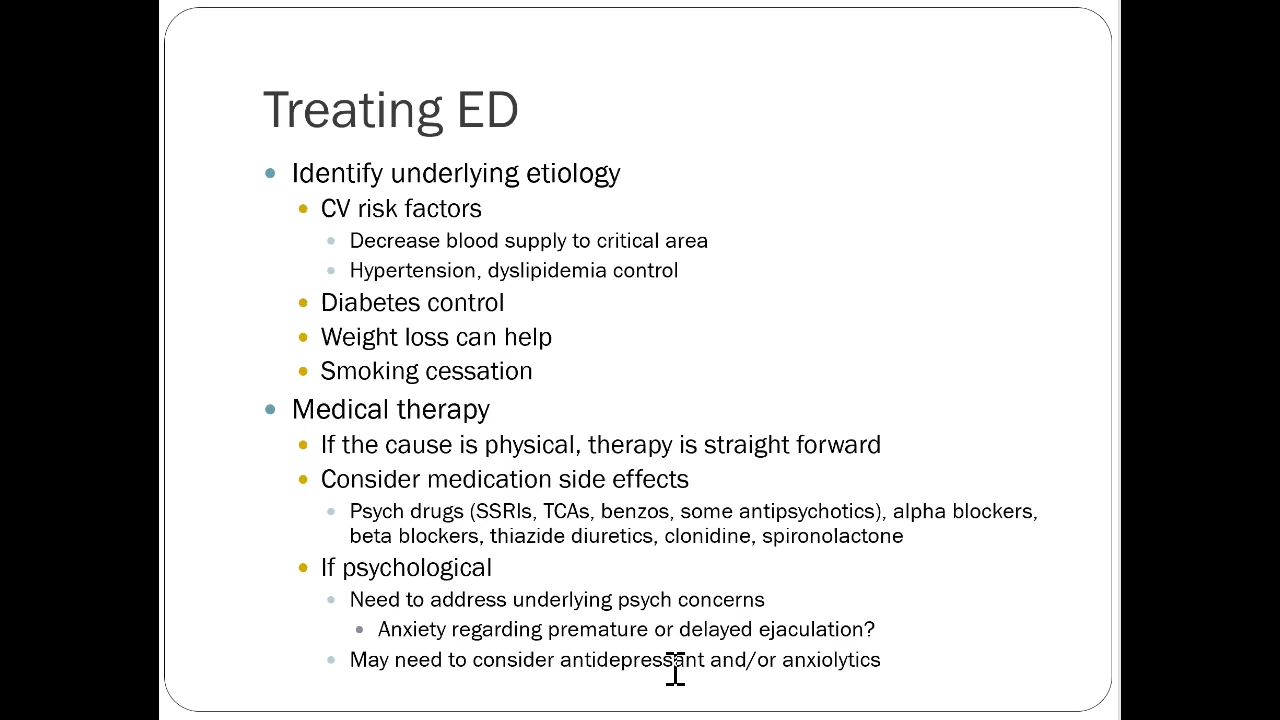 Treating ED
Identify underlying etiology
CV risk factors
Decrease blood supply to critical area
Hypertension, dyslipidemia control
Diabetes control
Weight loss can help
Smoking cessation
Medical therapy
If the cause is physical, therapy is straight forward
Consider medication side effects
Psych drugs (SSRIs, TCAs, benzos, some antipsychotics), alpha blockers,
beta blockers, thiazide diuretics, clonidine, spironolactone
If psychological
Need to address underlying psych concerns
Anxiety regarding premature or delayed ejaculation?
May need to consider antidepressant and/or anxiolytics